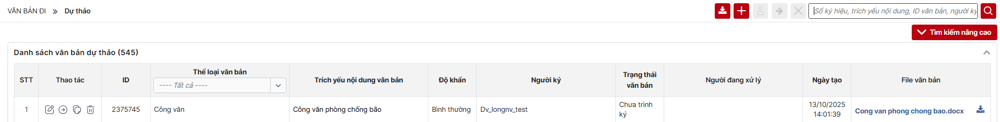 VĂN BẢN ĐI » Dự thảo
Số ký hiệu, trích yếu nội dung, ID văn bản, người ký
Tìm kiếm nâng cao
Danh sách văn bản dự thảo (545)
STT
Thao tác
ID
Thể loại văn bản
---- Tất cả ----
Trích yếu nội dung văn bản
Độ khẩn
Người ký
Trạng thái
văn bản
Người đang xử lý
Ngày tạo
File văn bản
1
2375745
Công văn
Công văn phòng chống bão
Bình thường
Dv_longnv_test
Chưa trình
ký
13/10/2025
14:01:39
Cong van phong chong bao.docx